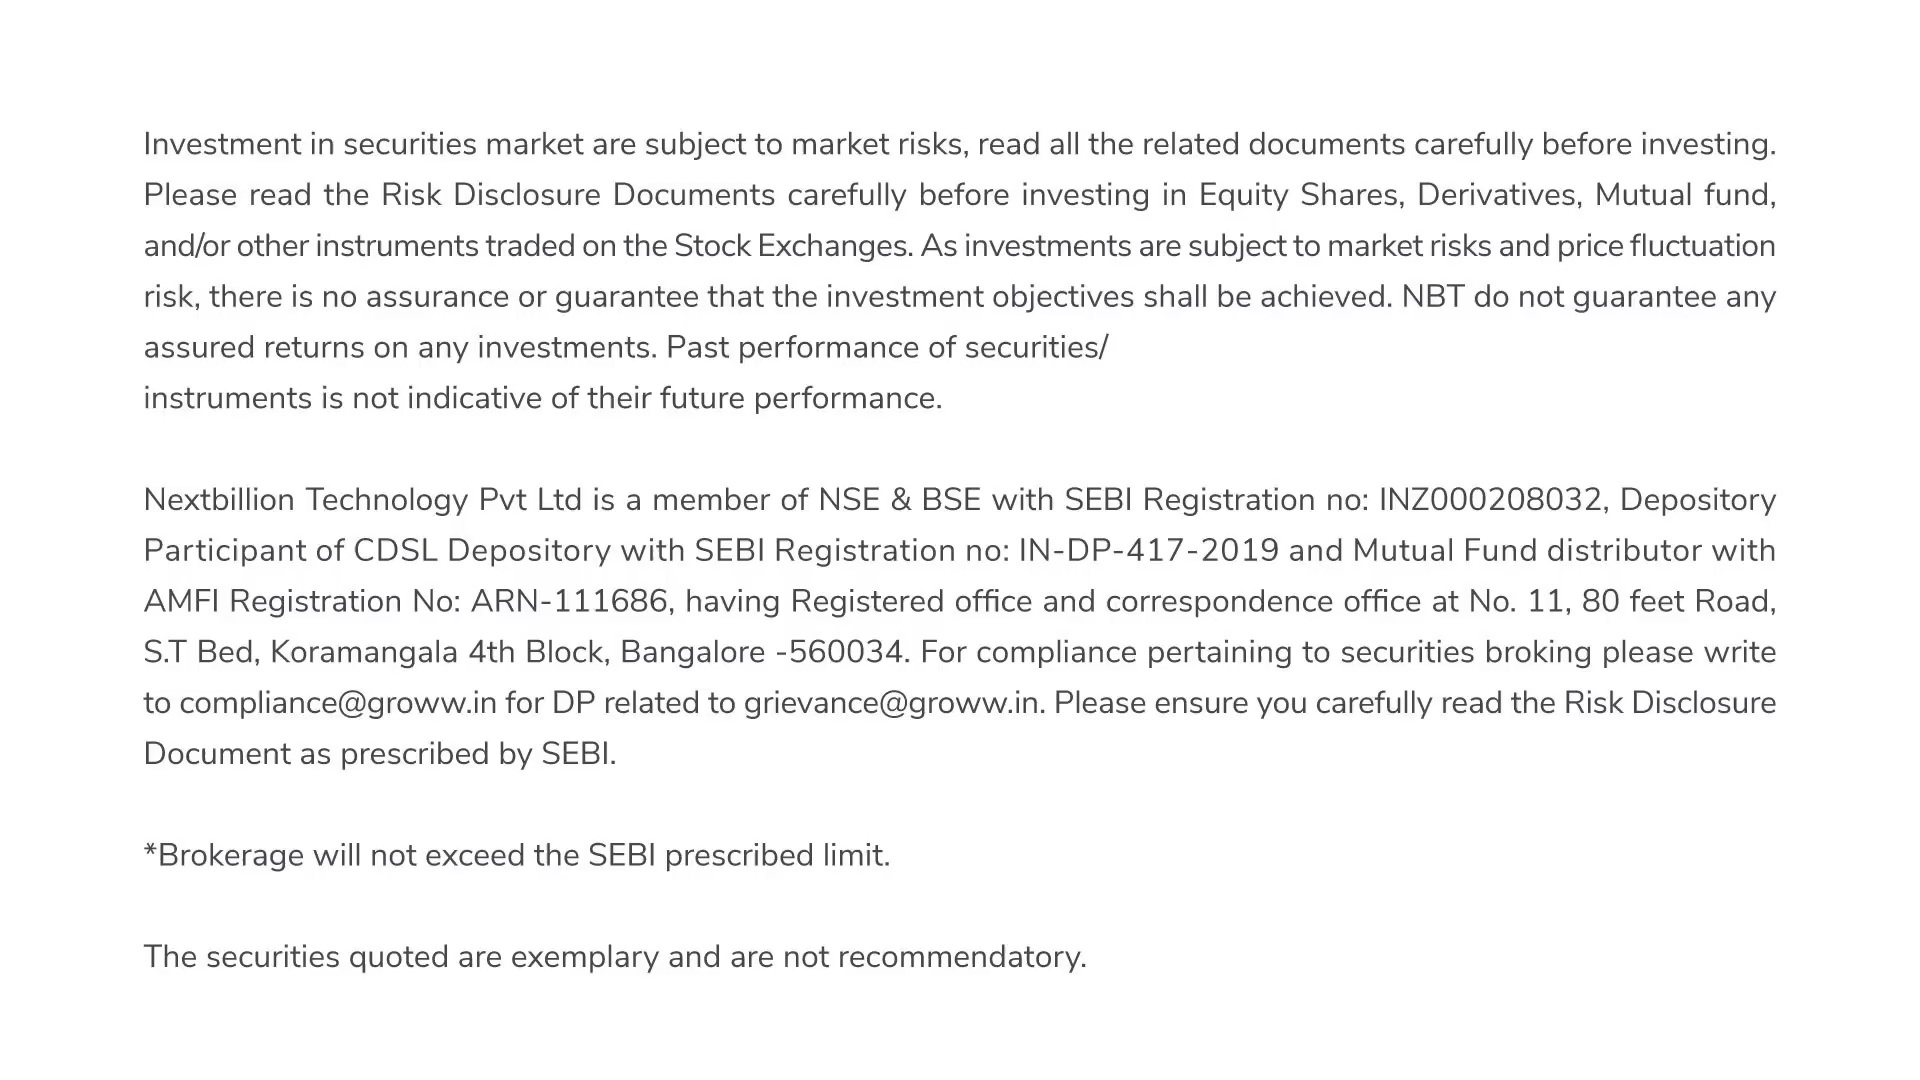 Investment in securities market are subject to market risks, read all the related documents carefully before investing.
Please read the Risk Disclosure Documents carefully before investing in Equity Shares, Derivatives, Mutual fund,
and/or other instruments traded on the Stock Exchanges. As investments are subject to market risks and price fluctuation
risk, there is no assurance or guarantee that the investment objectives shall be achieved. NBT do not guarantee any
assured returns on any investments. Past performance of securities/
instruments is not indicative of their future performance.
Nextbillion Technology Pvt Ltd is a member of NSE & BSE with SEBI Registration no: INZ000208032, Depository
Participant of CDSL Depository with SEBI Registration no: IN-DP-417-2019 and Mutual Fund distributor with
AMFI Registration No: ARN-111686, having Registered office and correspondence office at No. 11, 80 feet Road,
S.T Bed, Koramangala 4th Block, Bangalore -560034. For compliance pertaining to securities broking please write
to compliance@groww.in for DP related to grievance@groww.in. Please ensure you carefully read the Risk Disclosure
Document as prescribed by SEBI.
*Brokerage will not exceed the SEBI prescribed limit.
The securities quoted are exemplary and are not recommendatory.